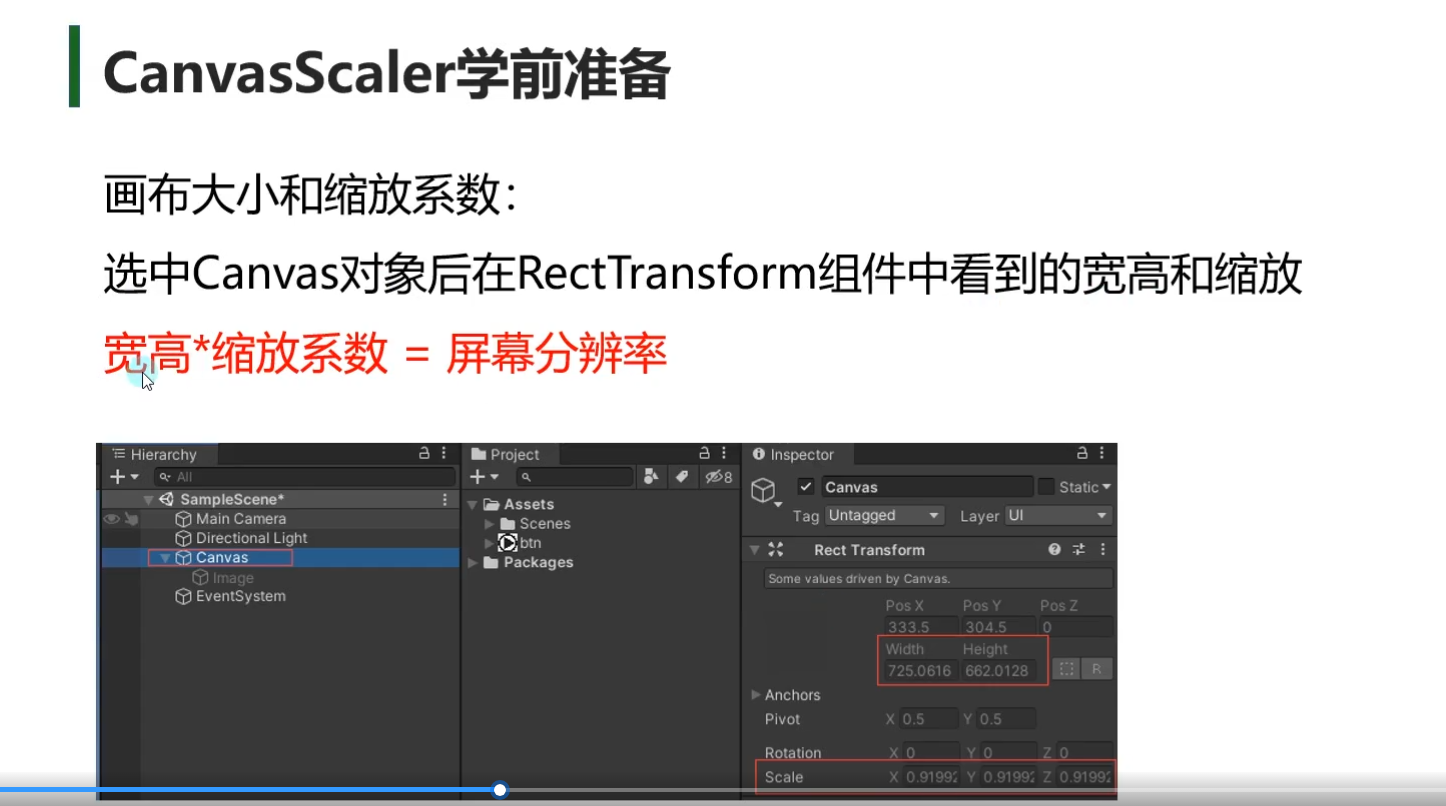 CanvasScaler学前准备
画布大小和缩放系数：
选中Canvas对象后在RectTransform组件中看到的宽高和缩放
宽高*缩放系数 = 屏幕分辨率
Hierarchy
All
SampleScene*
Main Camera
Directional Light
Canvas
Image
EventSystem
Project
8
Assets
Scenes
btn
Packages
Inspector
Canvas Static
Tag Untagged Layer UI
Rect Transform
Some values driven by Canvas.
Pos X Pos Y Pos Z
333.5 304.5 0
Width Height
725.0616 662.0128
R
Anchors
Pivot X 0.5 Y 0.5
Rotation X 0 Y 0 Z 0
Scale X 0.91992 Y 0.91992 Z 0.91992